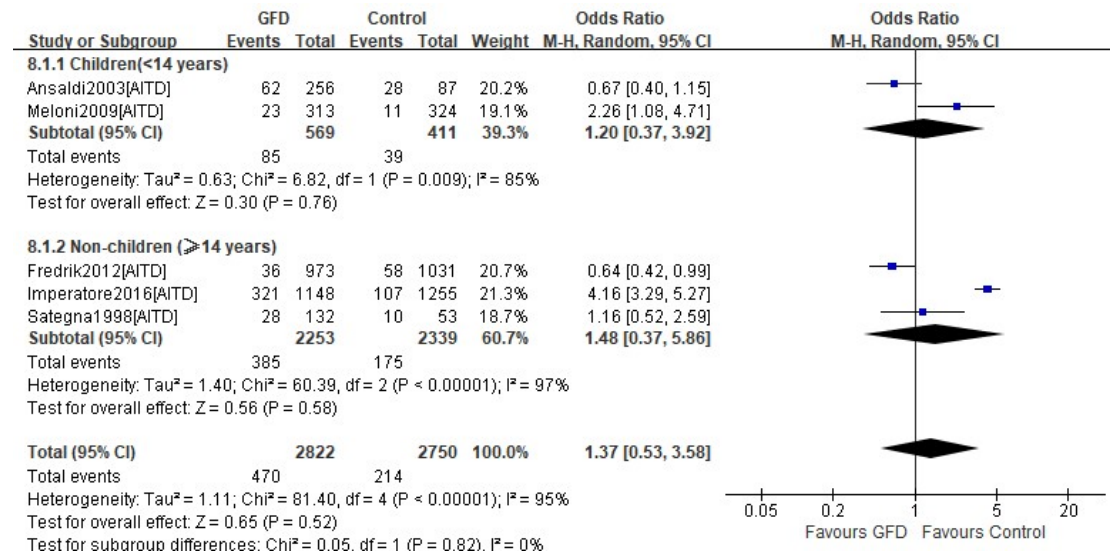 GFD Control Odds Ratio Odds Ratio
Study or Subgroup Events Total Events Total Weight M-H, Random, 95% CI M-H, Random, 95% CI
8.1.1 Children(<14 years)
Ansaldi2003[AITD] 62 256 28 87 20.2% 0.67 [0.40, 1.15]
Meloni2009[AITD] 23 313 11 324 19.1% 2.26 [1.08, 4.71]
Subtotal (95% CI) 569 411 39.3% 1.20 [0.37, 3.92]
Total events 85 39
Heterogeneity: Tau² = 0.63; Chi² = 6.82, df = 1 (P = 0.009); I² = 85%
Test for overall effect: Z = 0.30 (P = 0.76)
8.1.2 Non-children (⩾14 years)
Fredrik2012[AITD] 36 973 58 1031 20.7% 0.64 [0.42, 0.99]
Imperatore2016[AITD] 321 1148 107 1255 21.3% 4.16 [3.29, 5.27]
Sategna1998[AITD] 28 132 10 53 18.7% 1.16 [0.52, 2.59]
Subtotal (95% CI) 2253 2339 60.7% 1.48 [0.37, 5.86]
Total events 385 175
Heterogeneity: Tau² = 1.40; Chi² = 60.39, df = 2 (P < 0.00001); I² = 97%
Test for overall effect: Z = 0.56 (P = 0.58)
Total (95% CI) 2822 2750 100.0% 1.37 [0.53, 3.58]
Total events 470 214
Heterogeneity: Tau² = 1.11; Chi² = 81.40, df = 4 (P < 0.00001); I² = 95%
Test for overall effect: Z = 0.65 (P = 0.52)
Test for subgroup differences: Chi² = 0.05, df = 1 (P = 0.82), I² = 0%
0.05 0.2 1 5 20
Favours GFD Favours Control